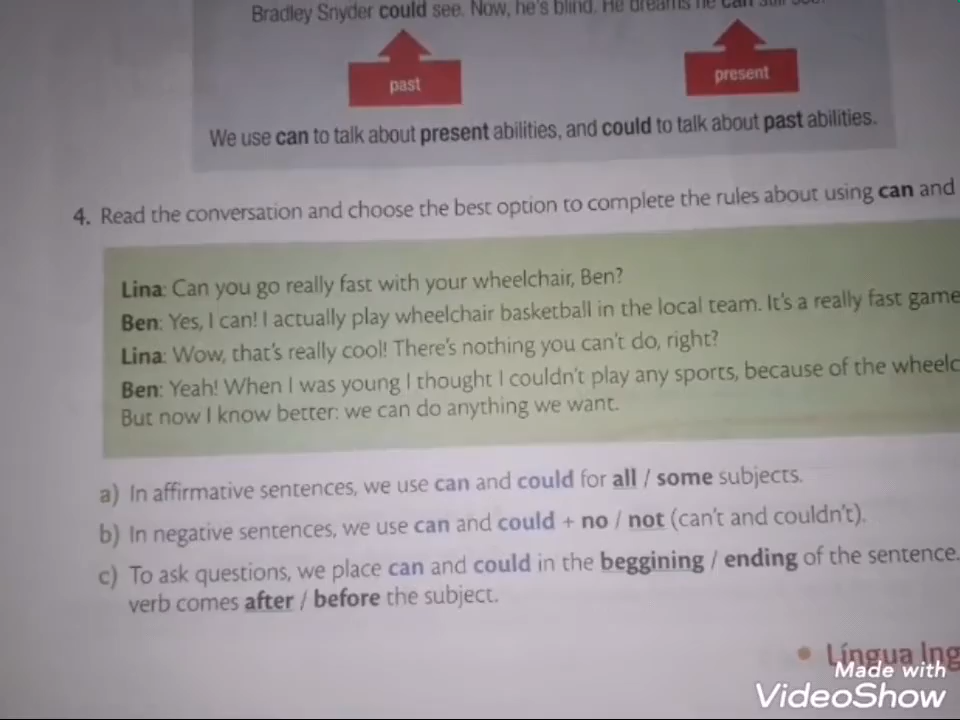 Bradley Snyder could see. Now, he's blind. He dreams he can still see.
past
present
We use can to talk about present abilities, and could to talk about past abilities.
4. Read the conversation and choose the best option to complete the rules about using can and
Lina: Can you go really fast with your wheelchair, Ben?
Ben: Yes, I can! I actually play wheelchair basketball in the local team. It's a really fast game
Lina: Wow, that's really cool! There's nothing you can't do, right?
Ben: Yeah! When I was young I thought I couldn't play any sports, because of the wheelc
But now I know better: we can do anything we want.
a) In affirmative sentences, we use can and could for all / some subjects.
b) In negative sentences, we use can and could + no / not (can't and couldn't).
c) To ask questions, we place can and could in the beggining / ending of the sentence.
verb comes after / before the subject.
Língua Ing
Made with
VideoShow